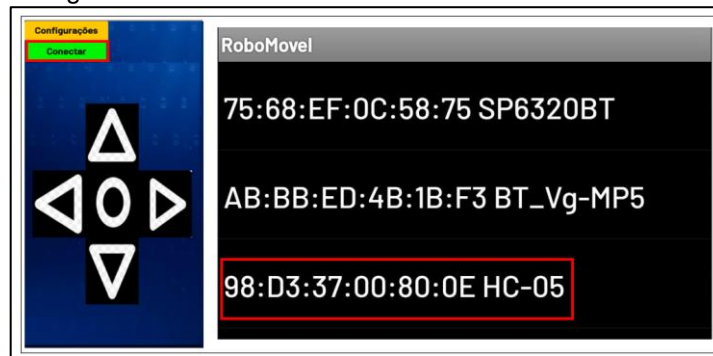 Configurações
Conectar
RoboMovel
75:68:EF:0C:58:75 SP6320BT
AB:BB:ED:4B:1B:F3 BT_Vg-MP5
98:D3:37:00:80:0E HC-05